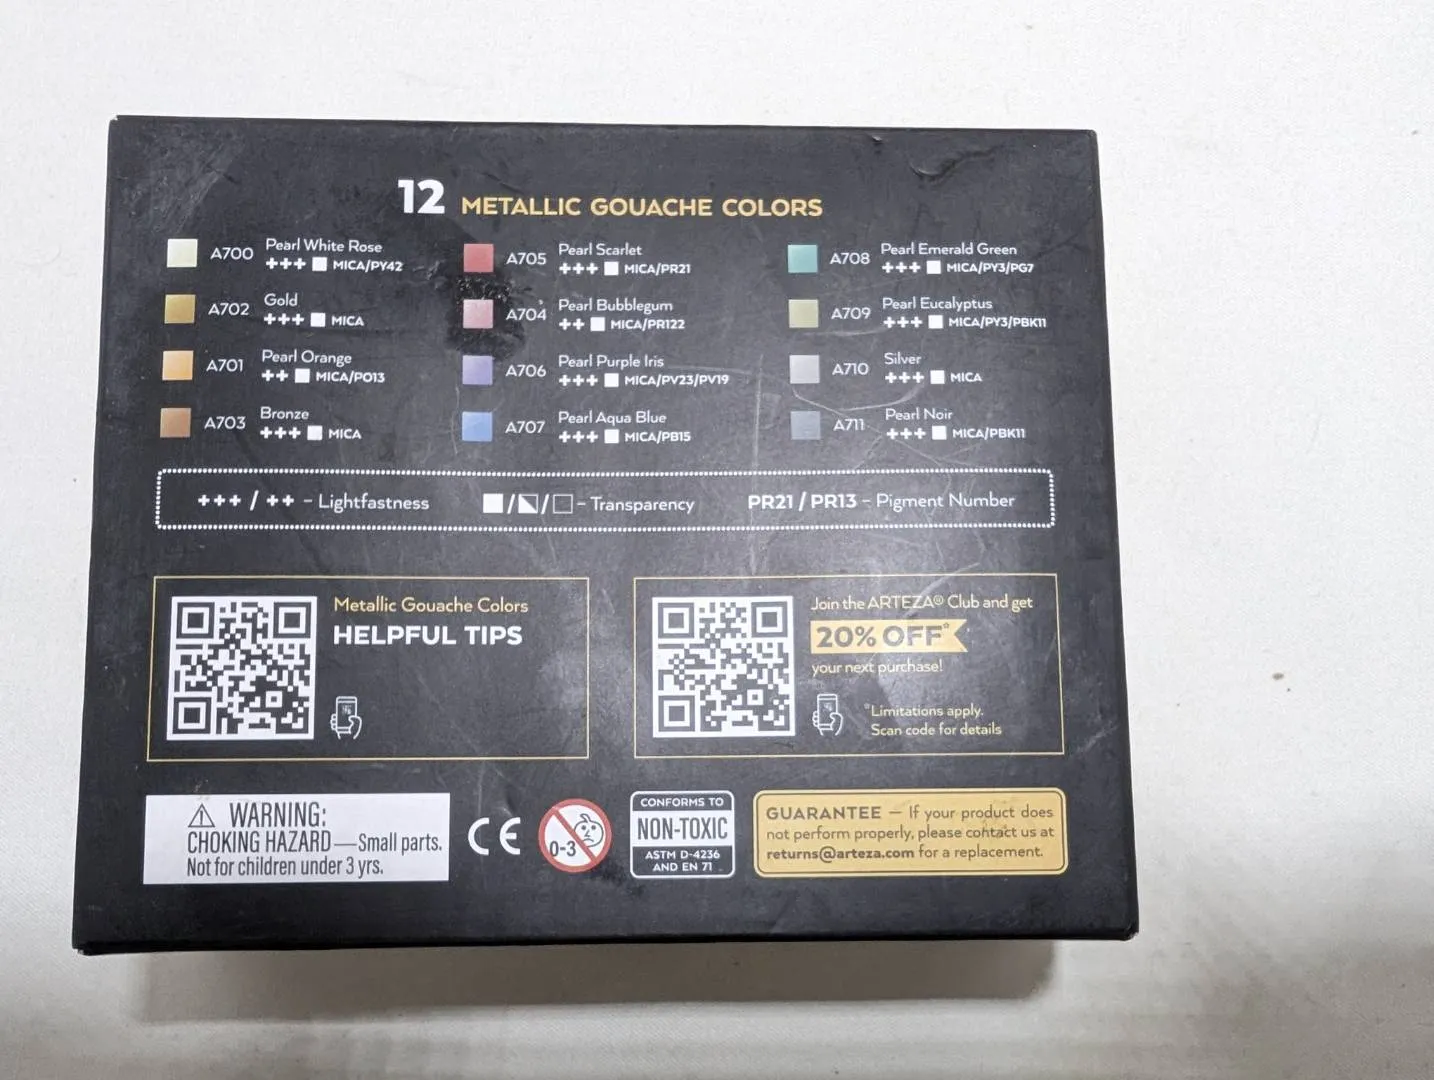 12 METALLIC GOUACHE COLORS
A700 Pearl White Rose
+++ MICA/PY42
A702 Gold
+++ MICA
A701 Pearl Orange
++ MICA/PO13
A703 Bronze
+++ MICA
A705 Pearl Scarlet
+++ MICA/PR21
A704 Pearl Bubblegum
++ MICA/PR122
A706 Pearl Purple Iris
+++ MICA/PV23/PV19
A707 Pearl Aqua Blue
+++ MICA/PB15
A708 Pearl Emerald Green
+++ MICA/PY3/PG7
A709 Pearl Eucalyptus
+++ MICA/PY3/PBK11
A710 Silver
+++ MICA
A711 Pearl Noir
+++ MICA/PBK11
+++ / ++ – Lightfastness
/ / – Transparency
PR21 / PR13 – Pigment Number
Metallic Gouache Colors
HELPFUL TIPS
Join the ARTEZA® Club and get
20% OFF*
your next purchase!
*Limitations apply.
Scan code for details
WARNING:
CHOKING HAZARD — Small parts.
Not for children under 3 yrs.
CE
0-3
CONFORMS TO
NON-TOXIC
ASTM D-4236
AND EN 71
GUARANTEE — If your product does
not perform properly, please contact us at
returns@arteza.com for a replacement.